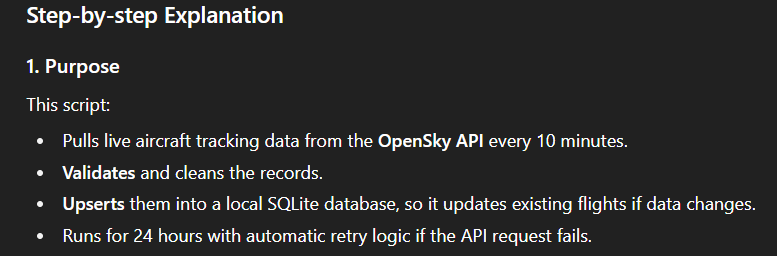 Step-by-step Explanation
1. Purpose
This script:
• Pulls live aircraft tracking data from the OpenSky API every 10 minutes.
• Validates and cleans the records.
• Upserts them into a local SQLite database, so it updates existing flights if data changes.
• Runs for 24 hours with automatic retry logic if the API request fails.